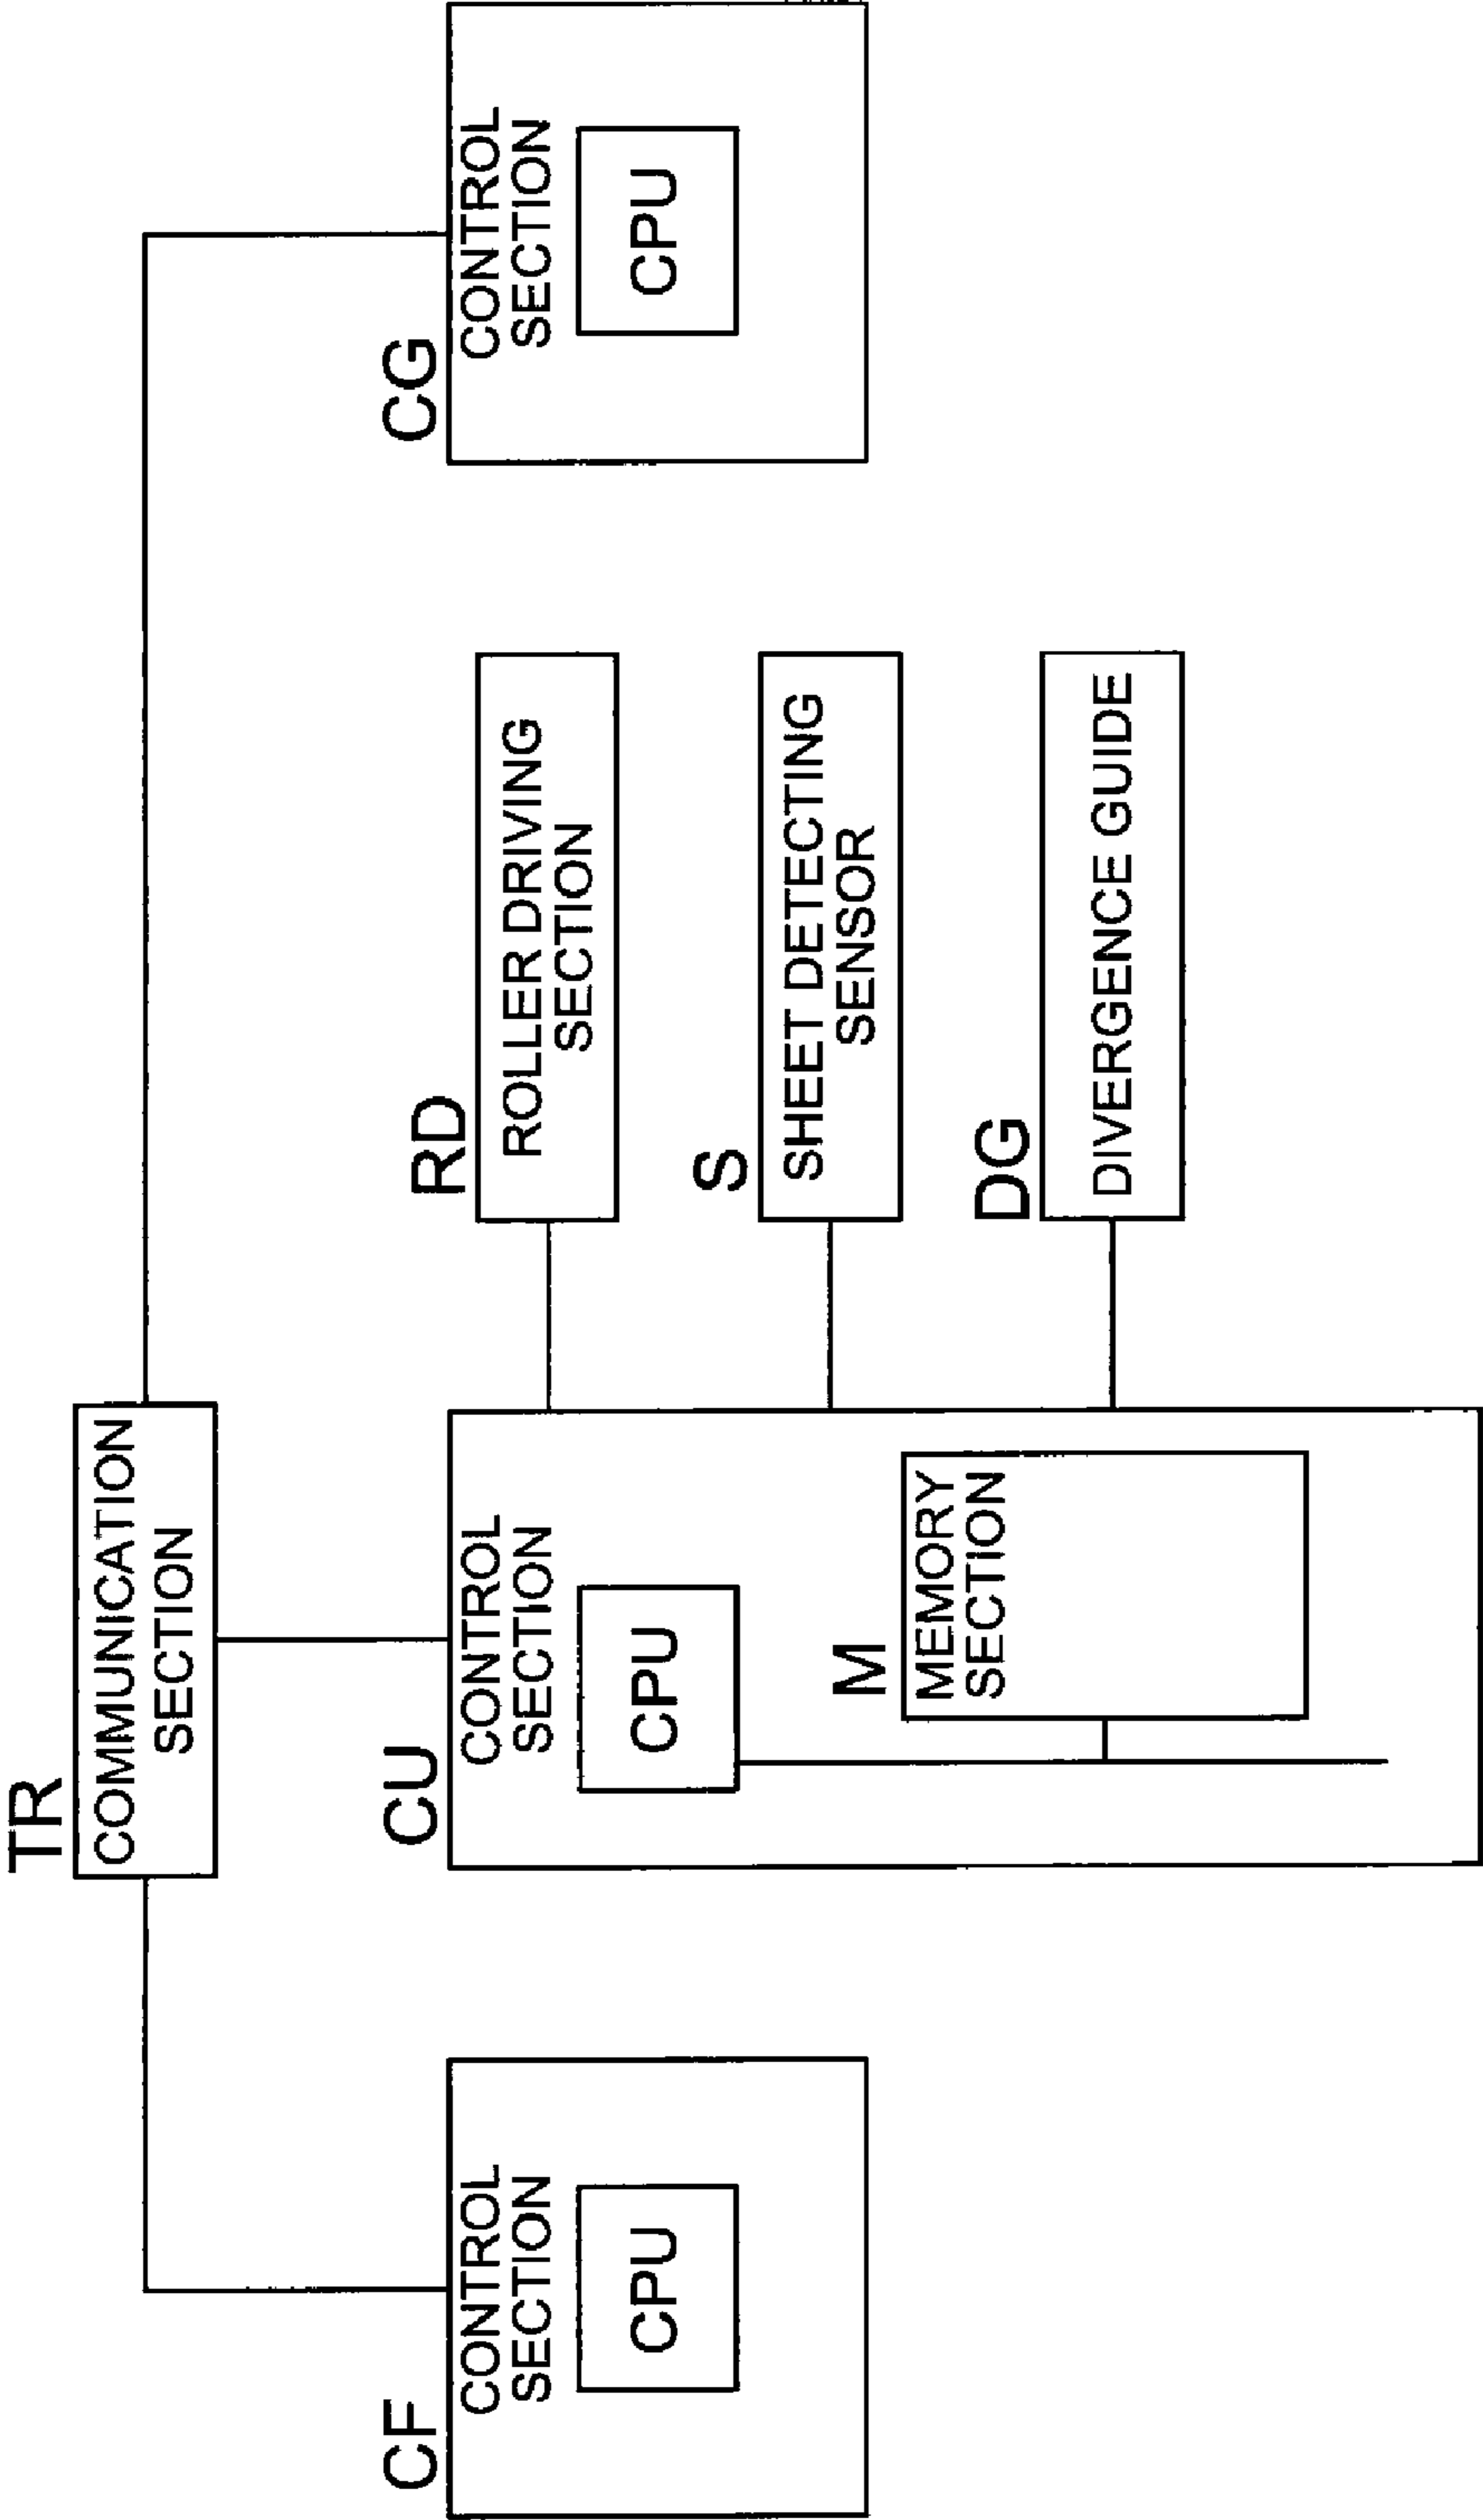 TR
COMMUNICATION
SECTION
CF
CONTROL
SECTION
CPU
CU
CONTROL
SECTION
CPU
M
MEMORY
SECTION
RD
ROLLER DRIVING
SECTION
S
SHEET DETECTING
SENSOR
DG
DIVERGENCE GUIDE
CG
CONTROL
SECTION
CPU